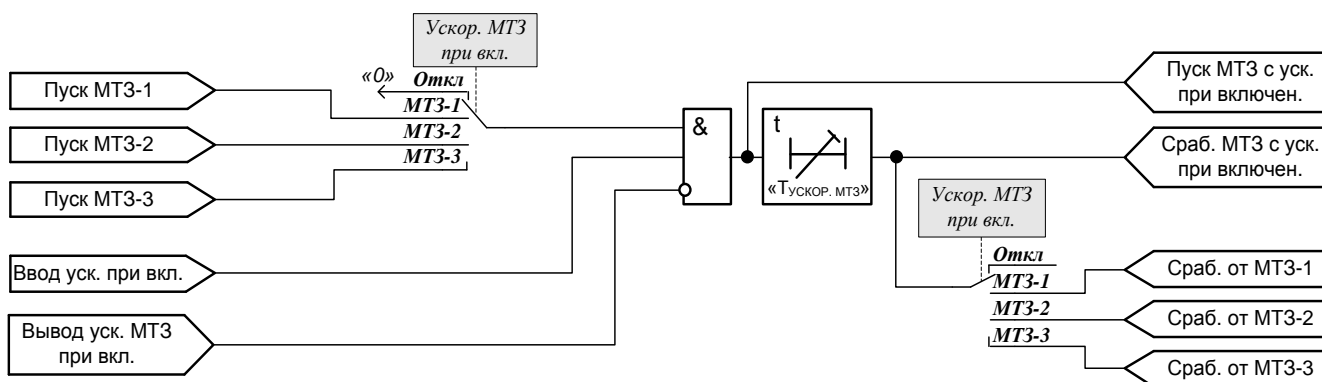 Ускор. МТЗ
при вкл.
Пуск МТЗ-1
Пуск МТЗ-2
Пуск МТЗ-3
«0»
Откл
МТЗ-1
МТЗ-2
МТЗ-3
Ввод уск. при вкл.
Вывод уск. МТЗ
при вкл.
&
t
«ТУСКОР. МТЗ»
Пуск МТЗ с уск.
при включен.
Сраб. МТЗ с уск.
при включен.
Ускор. МТЗ
при вкл.
Откл
МТЗ-1
МТЗ-2
МТЗ-3
Сраб. от МТЗ-1
Сраб. от МТЗ-2
Сраб. от МТЗ-3